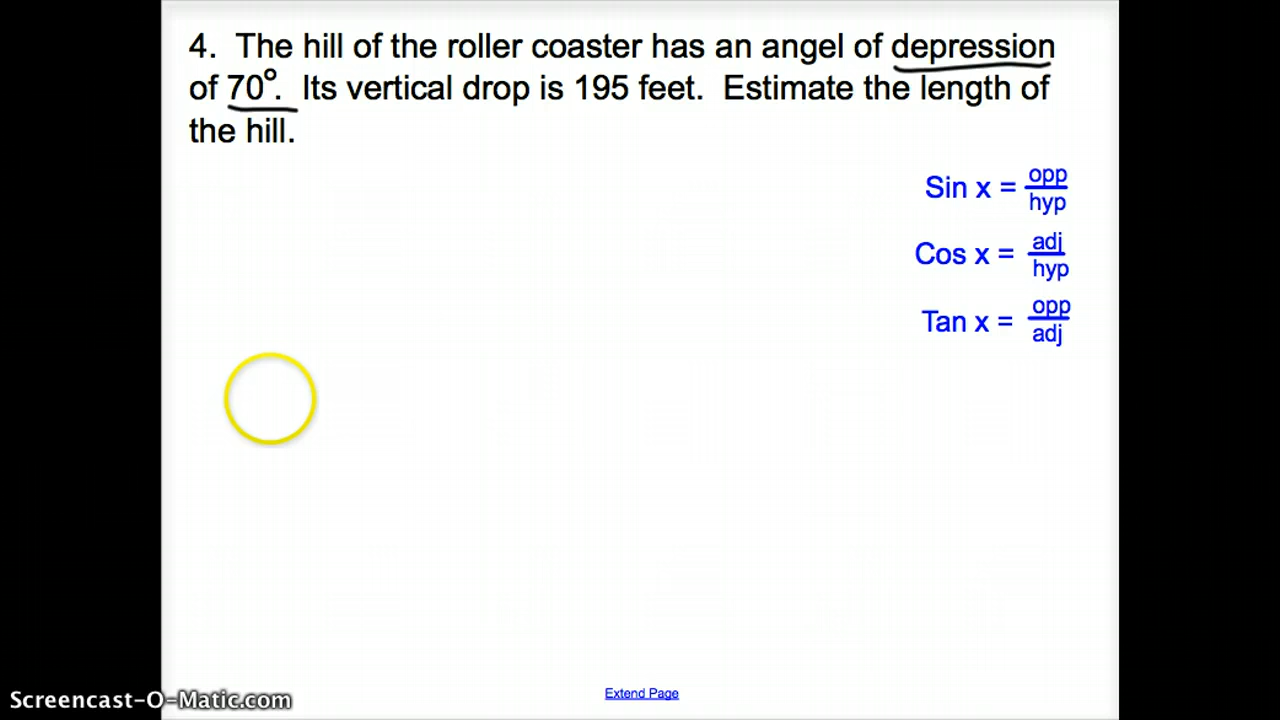 4. The hill of the roller coaster has an angel of depression
of 70°. Its vertical drop is 195 feet. Estimate the length of
the hill.
Sin x = opp/hyp
Cos x = adj/hyp
Tan x = opp/adj
Extend Page
Screencast-O-Matic.com